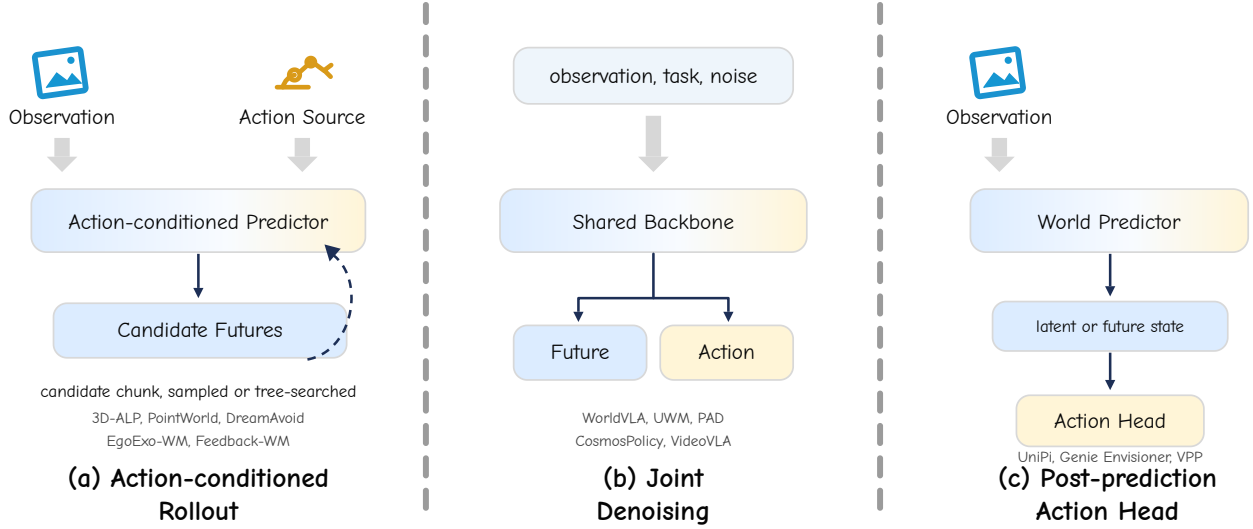 Observation
Action Source
Action-conditioned Predictor
Candidate Futures
candidate chunk, sampled or tree-searched
3D-ALP, PointWorld, DreamAvoid
EgoExo-WM, Feedback-WM
(a) Action-conditioned
Rollout
observation, task, noise
Shared Backbone
Future
Action
WorldVLA, UWM, PAD
CosmosPolicy, VideoVLA
(b) Joint
Denoising
Observation
World Predictor
latent or future state
Action Head
UniPi, Genie Envisioner, VPP
(c) Post-prediction
Action Head